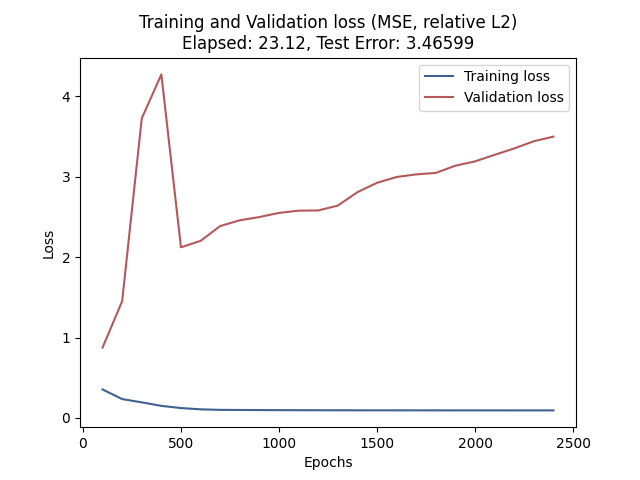 Training and Validation loss (MSE, relative L2)
Elapsed: 23.12, Test Error: 3.46599
Training loss
Validation loss
4
3
2
1
0
Loss
0
500
1000
1500
2000
2500
Epochs